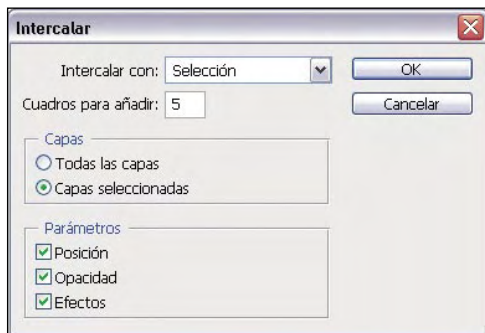 Intercalar
Intercalar con: Selección
OK
Cuadros para añadir: 5
Cancelar
Capas
Todas las capas
Capas seleccionadas
Parámetros
Posición
Opacidad
Efectos